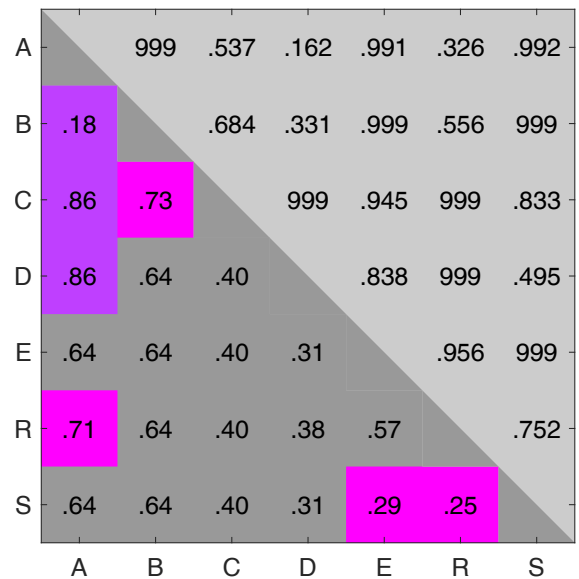 A 999 .537 .162 .991 .326 .992
B .18 .684 .331 .999 .556 999
C .86 .73 999 .945 999 .833
D .86 .64 .40 .838 999 .495
E .64 .64 .40 .31 .956 999
R .71 .64 .40 .38 .57 .752
S .64 .64 .40 .31 .29 .25
A B C D E R S